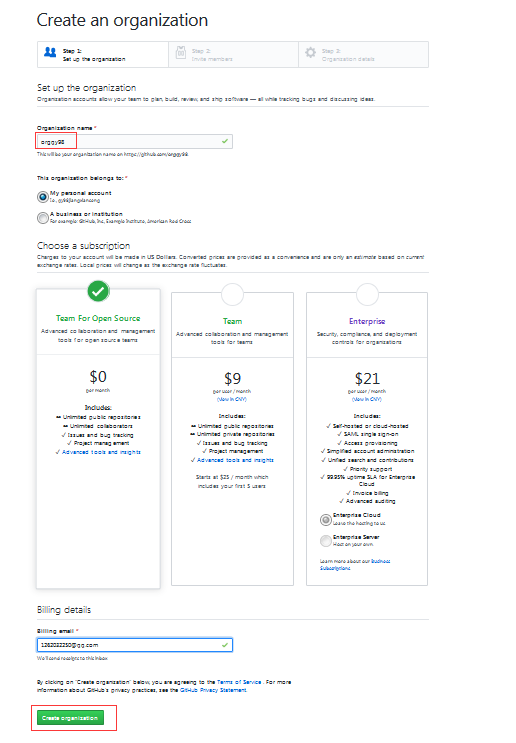 Create an organization
Step 1:
Set up the organization
Step 2:
Invite members
Step 3:
Organization details
Set up the organization
Organization accounts allow your team to plan, build, review, and ship software — all while tracking bugs and discussing ideas.
Organization name *
orggy98
This will be your organization name on https://github.com/orggy98.
This organization belongs to: *
My personal account
I.e.,
A business or institution
For example: GitHub, Inc., Example Institute, American Red Cross
Choose a subscription
Charges to your account will be made in US Dollars. Converted prices are provided as a convenience and are only an estimate based on current
exchange rates. Local prices will change as the exchange rate fluctuates.
Team For Open Source
Advanced collaboration and management
tools for open source teams
$0
per month
Includes:
∞ Unlimited public repositories
∞ Unlimited collaborators
✓ Issues and bug tracking
✓ Project management
✓ Advanced tools and insights
Team
Advanced collaboration and management
tools for teams
$9
per user / month
(view in CNY)
Includes:
∞ Unlimited public repositories
∞ Unlimited private repositories
✓ Issues and bug tracking
✓ Project management
✓ Advanced tools and insights
Starts at $25 / month which
includes your first 5 users
Enterprise
Security, compliance, and deployment
controls for organizations
$21
per user / month
(view in CNY)
Includes:
✓ Self-hosted or cloud-hosted
✓ SAML single sign-on
✓ Access provisioning
✓ Simplified account administration
✓ Unified search and contributions
✓ Priority support
✓ 99.95% uptime SLA for Enterprise
Cloud
✓ Invoice billing
✓ Advanced auditing
Enterprise Cloud
Leave the hosting to us.
Enterprise Server
Host on your own.
Learn more about our Business
Subscriptions.
Billing details
Billing email *
1262022250@qq.com
We'll send receipts to this inbox
By clicking on "Create organization" below, you are agreeing to the Terms of Service. For more
information about GitHub's privacy practices, see the GitHub Privacy Statement.
Create organization